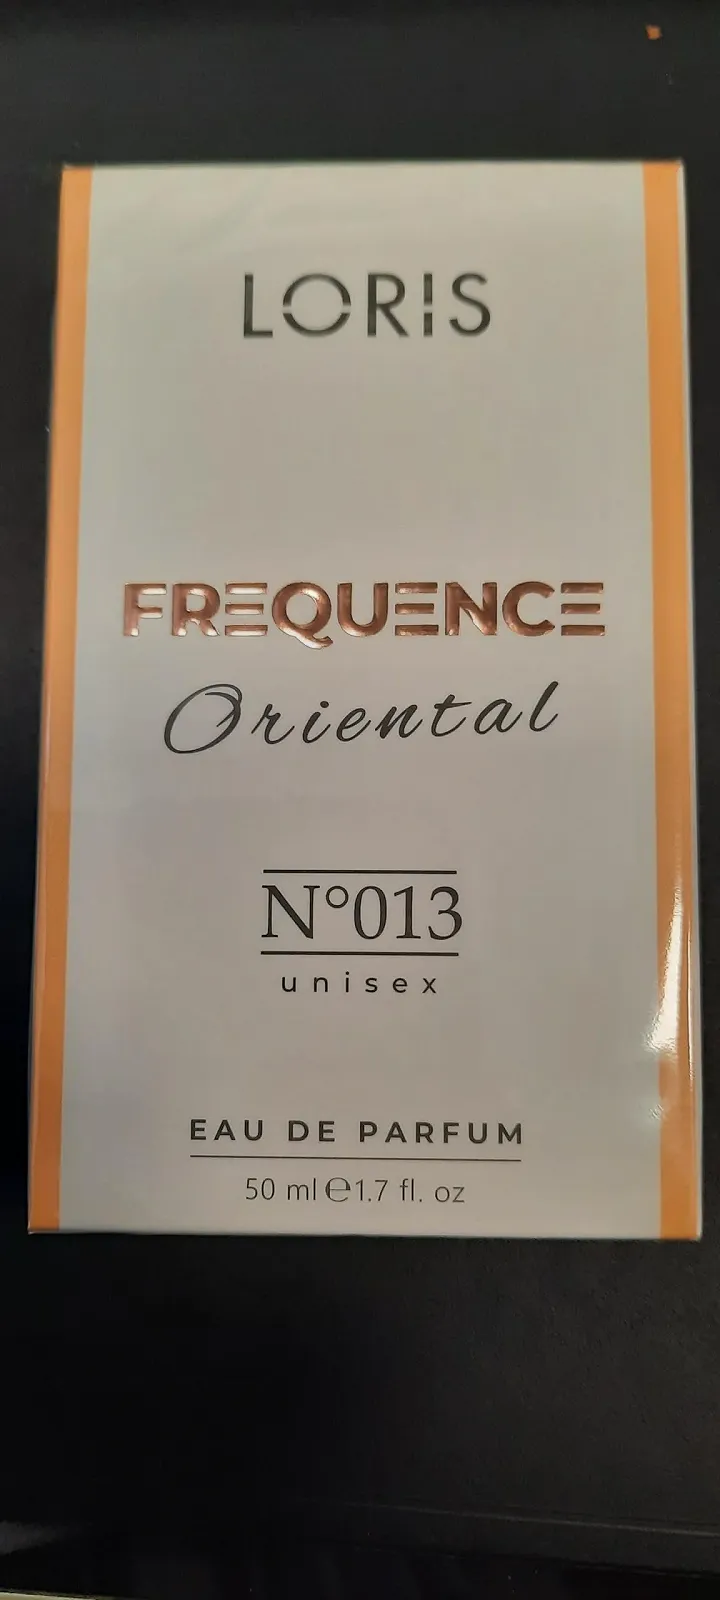 LORIS
FREQUENCE
Oriental
N°013
unisex
EAU DE PARFUM
50 ml ℮1.7 fl. oz